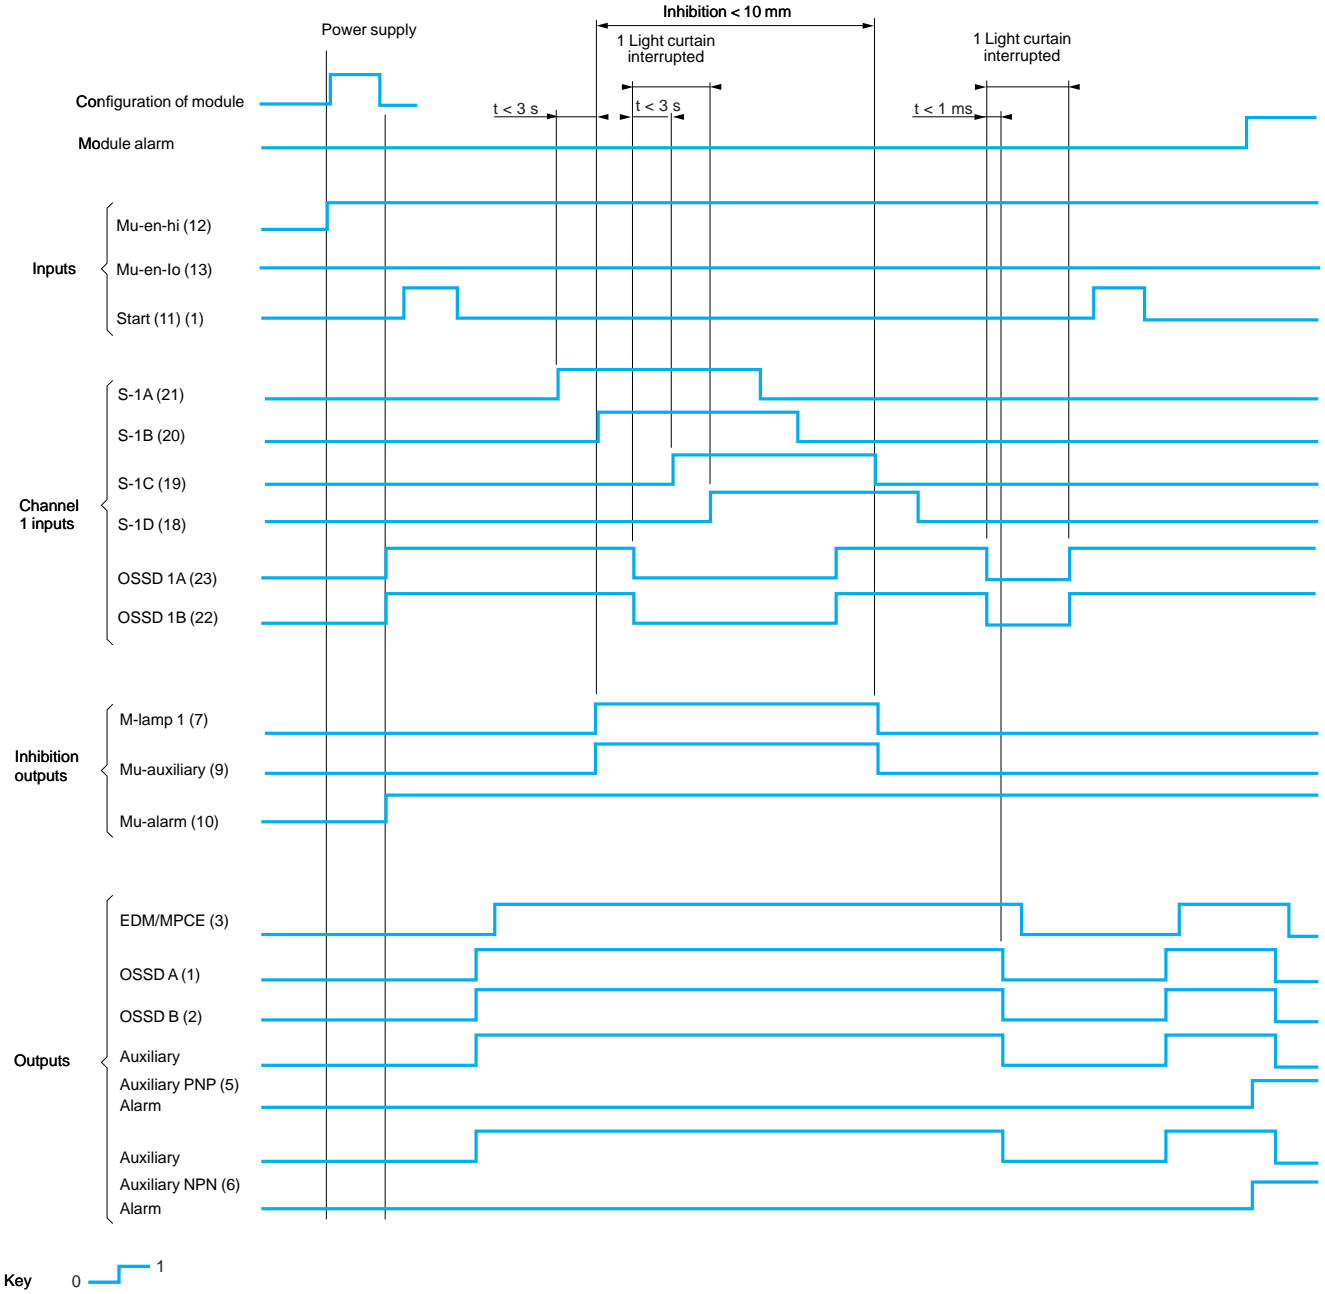 Inhibition < 10 mm
Power supply
1 Light curtain
interrupted
1 Light curtain
interrupted
Configuration of module
t < 3 s
t < 3 s
t < 1 ms
Module alarm
Inputs
Mu-en-hi (12)
Mu-en-Io (13)
Start (11) (1)
Channel
1 inputs
S-1A (21)
S-1B (20)
S-1C (19)
S-1D (18)
OSSD 1A (23)
OSSD 1B (22)
Inhibition
outputs
M-lamp 1 (7)
Mu-auxiliary (9)
Mu-alarm (10)
Outputs
EDM/MPCE (3)
OSSD A (1)
OSSD B (2)
Auxiliary
Auxiliary PNP (5)
Alarm
Auxiliary
Auxiliary NPN (6)
Alarm
Key 0 1